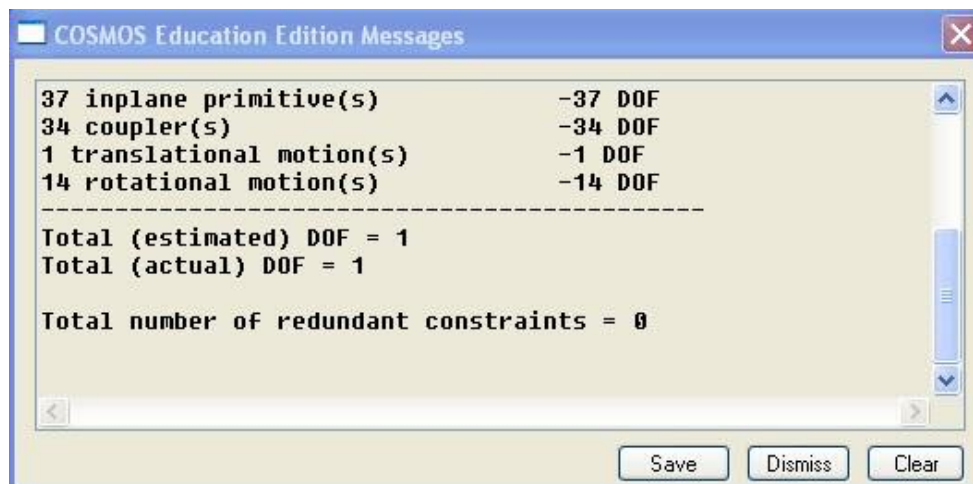 COSMOS Education Edition Messages
37 inplane primitive(s) -37 DOF
34 coupler(s) -34 DOF
1 translational motion(s) -1 DOF
14 rotational motion(s) -14 DOF
----------------------------------------------
Total (estimated) DOF = 1
Total (actual) DOF = 1
Total number of redundant constraints = 0
Save Dismiss Clear